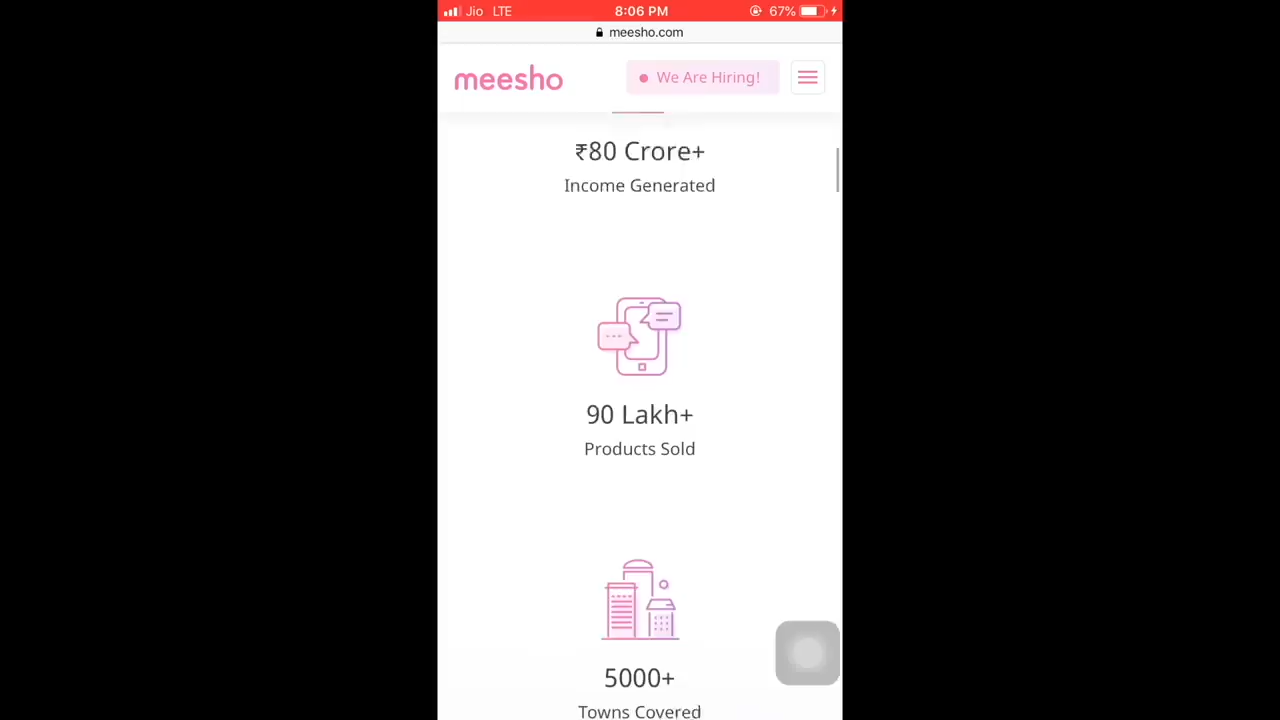 Jio LTE 8:06 PM 67%
meesho.com
meesho We Are Hiring!
₹80 Crore+
Income Generated
90 Lakh+
Products Sold
5000+
Towns Covered